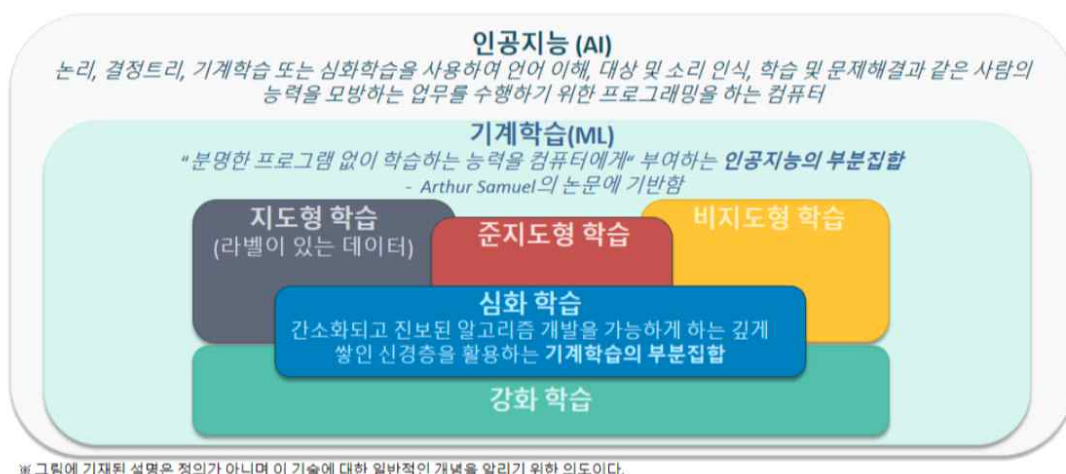 인공지능 (AI)
논리, 결정트리, 기계학습 또는 심화학습을 사용하여 언어 이해, 대상 및 소리 인식, 학습 및 문제해결과 같은 사람의
능력을 모방하는 업무를 수행하기 위한 프로그래밍을 하는 컴퓨터
기계학습(ML)
"분명한 프로그램 없이 학습하는 능력을 컴퓨터에게" 부여하는 인공지능의 부분집합
- Arthur Samuel의 논문에 기반함
지도형 학습
(라벨이 있는 데이터)
준지도형 학습
비지도형 학습
심화 학습
간소화되고 진보된 알고리즘 개발을 가능하게 하는 깊게
쌓인 신경층을 활용하는 기계학습의 부분집합
강화 학습
※ 그림에 기재된 설명은 정의가 아니며 이 기술에 대한 일반적인 개념을 알리기 위한 의도이다.